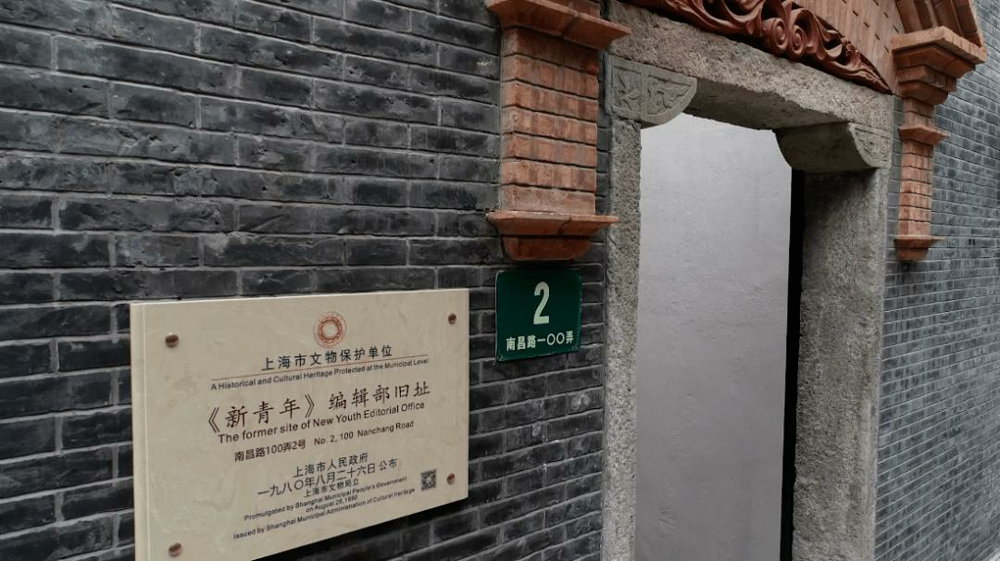 上海市文物保护单位
A Historical and Cultural Heritage Protected at the Municipal Level
《新青年》编辑部旧址
The former site of New Youth Editorial Office
南昌路100弄2号 No. 2, 100 Nanchang Road
上海市人民政府
一九八〇年八月二十六日 公布
上海市文物局立
Promulgated by Shanghai Municipal People's Government
on August 26,1980
Issued by Shanghai Municipal Administration of Cultural Heritage
2
南昌路一〇〇弄